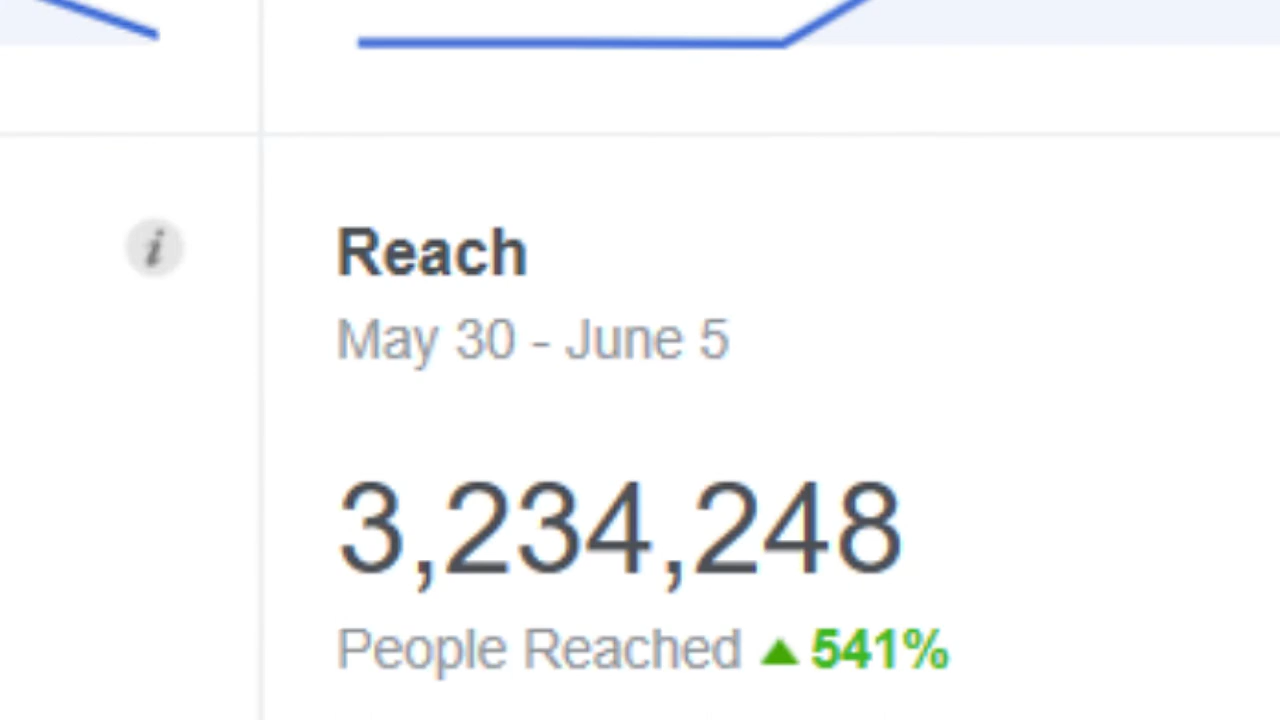 i
Reach
May 30 - June 5
3,234,248
People Reached ▲ 541%